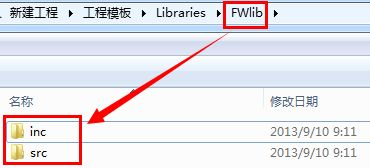 新建工程 ▸ 工程模板 ▸ Libraries ▸ FWlib
名称 修改日期
inc 2013/9/10 9:11
src 2013/9/10 9:11